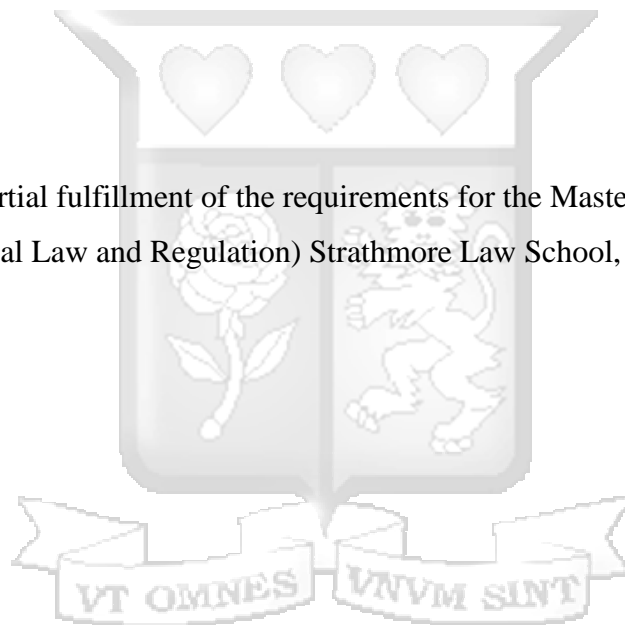 rtial fulfillment of the requirements for the Maste
al Law and Regulation) Strathmore Law School,
VT OMNES VNVM SINT